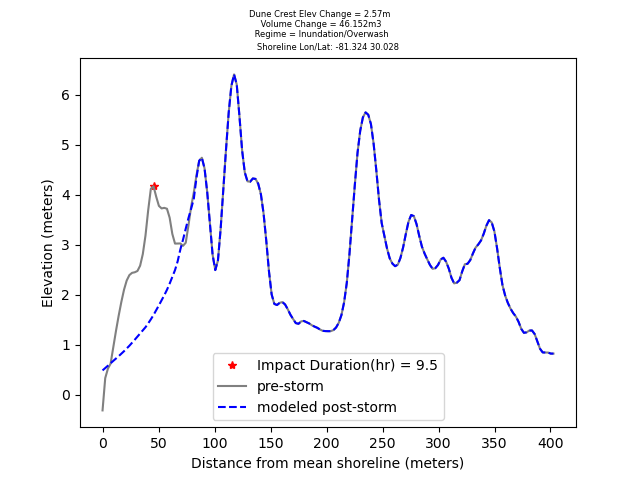 Dune Crest Elev Change = 2.57m
Volume Change = 46.152m3
Regime = Inundation/Overwash
Shoreline Lon/Lat: -81.324 30.028
6
5
4
3
2
1
0
Elevation (meters)
Impact Duration(hr) = 9.5
pre-storm
modeled post-storm
0 50 100 150 200 250 300 350 400
Distance from mean shoreline (meters)